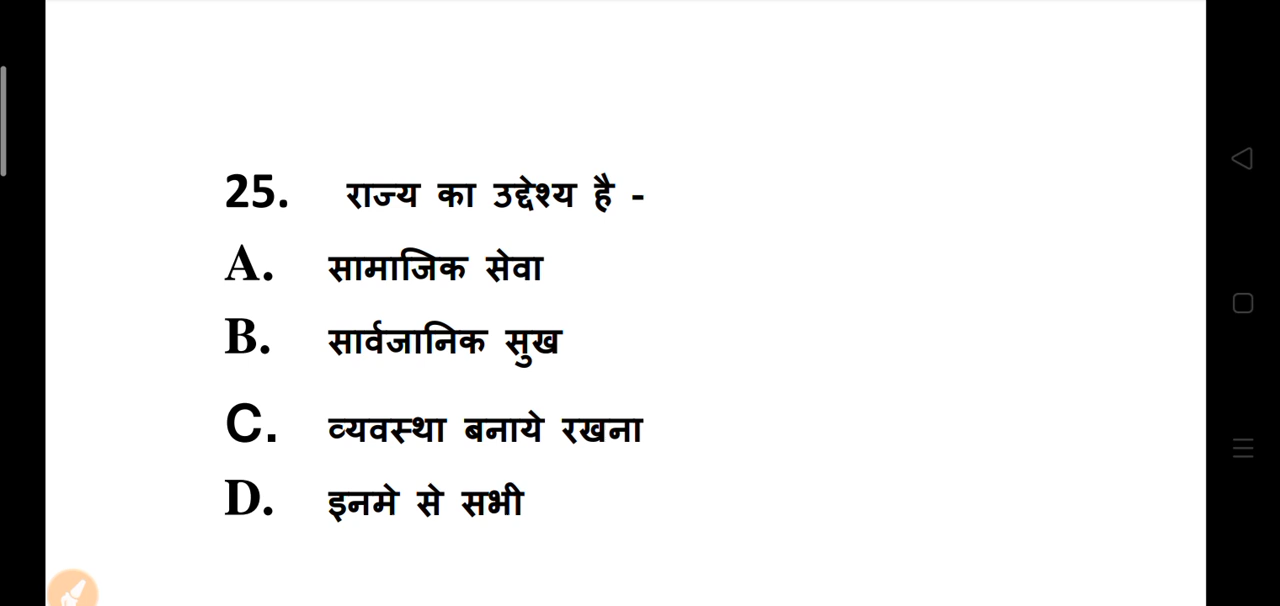 25. राज्य का उद्देश्य है -
A. सामाजिक सेवा
B. सार्वजानिक सुख
C. व्यवस्था बनाये रखना
D. इनमे से सभी